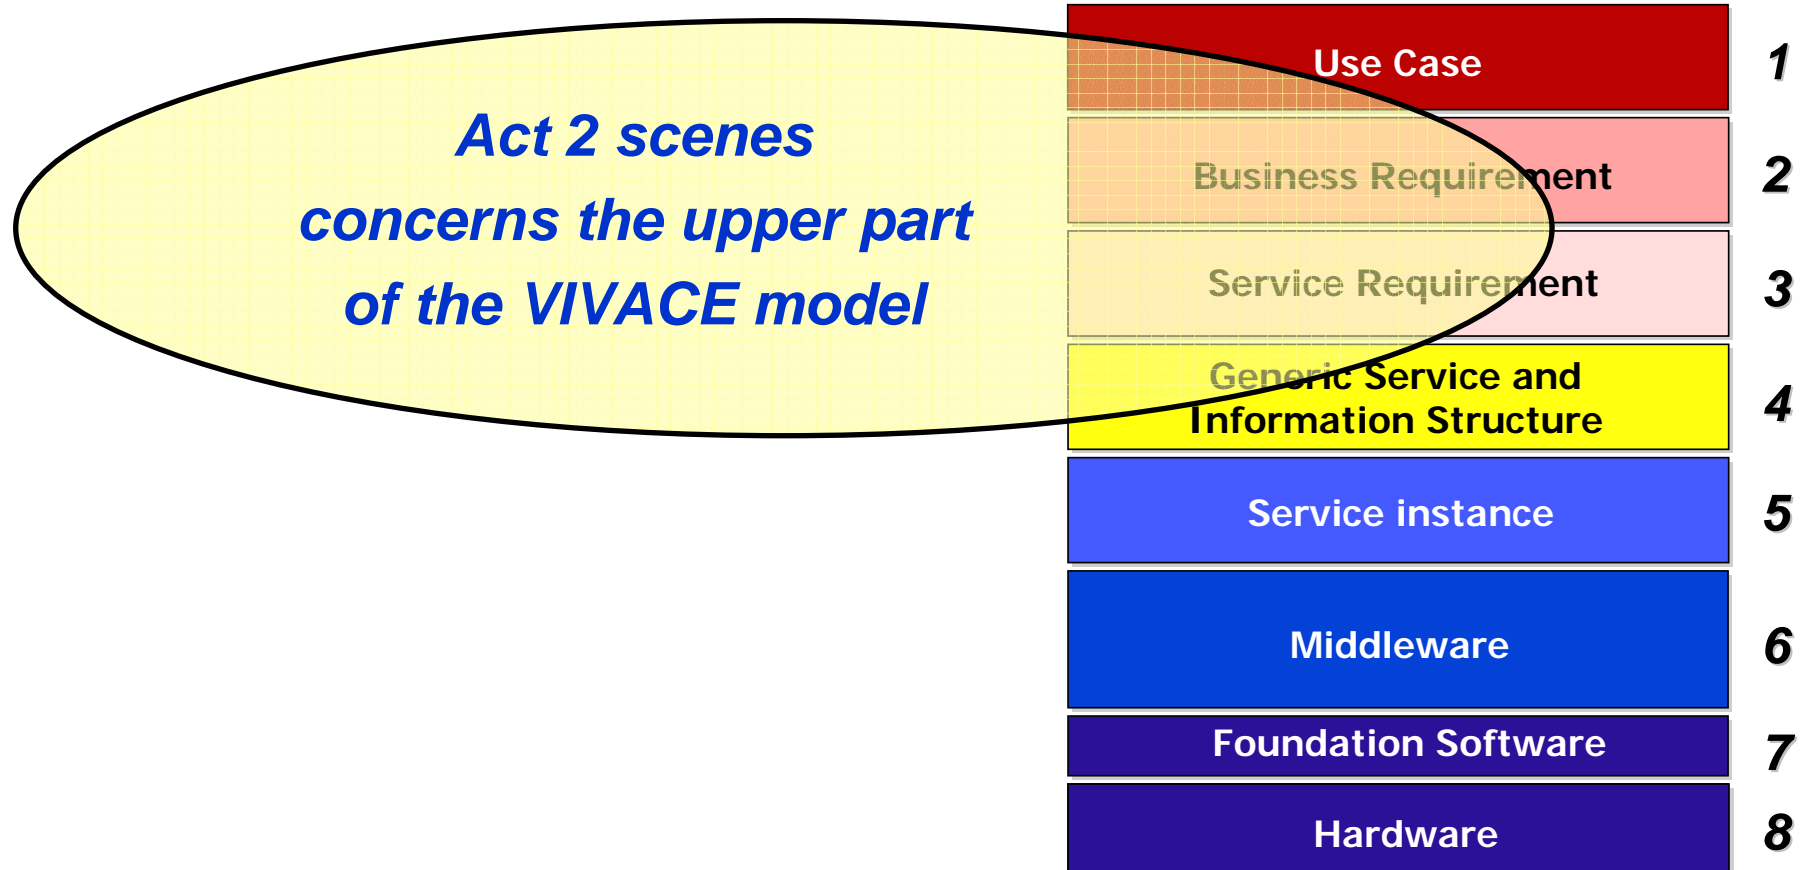 Act 2 scenes
concerns the upper part
of the VIVACE model
Use Case
1
Business Requirement
2
Service Requirement
3
Generic Service and
Information Structure
4
Service instance
5
Middleware
6
Foundation Software
7
Hardware
8